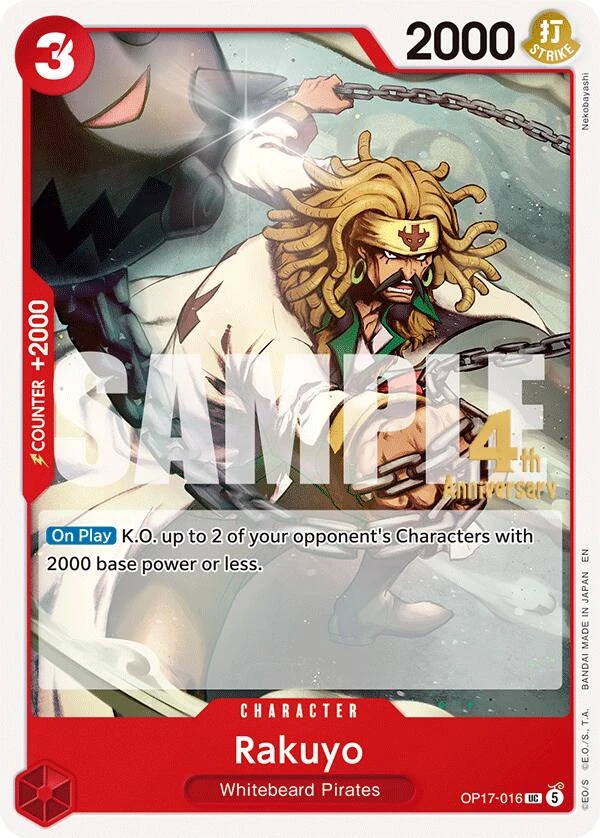 3
2000
打
STRIKE
Nekobayashi
COUNTER +2000
SAMPLE
4th
Anniversary
On Play K.O. up to 2 of your opponent's Characters with
2000 base power or less.
BANDAI MADE IN JAPAN EN
©E.O./S., T.A.
©EO/S
CHARACTER
Rakuyo
Whitebeard Pirates
OP17-016 UC 5